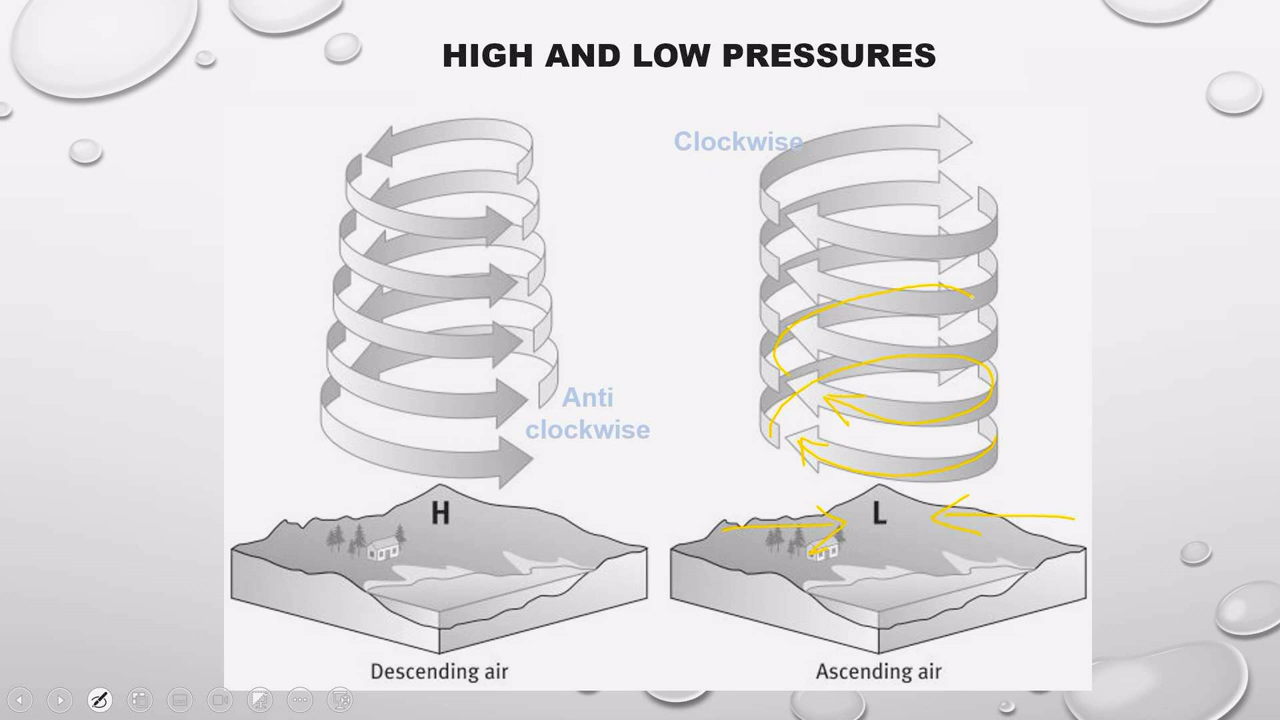 HIGH AND LOW PRESSURES
Clockwise
Anti
clockwise
H
L
Descending air
Ascending air